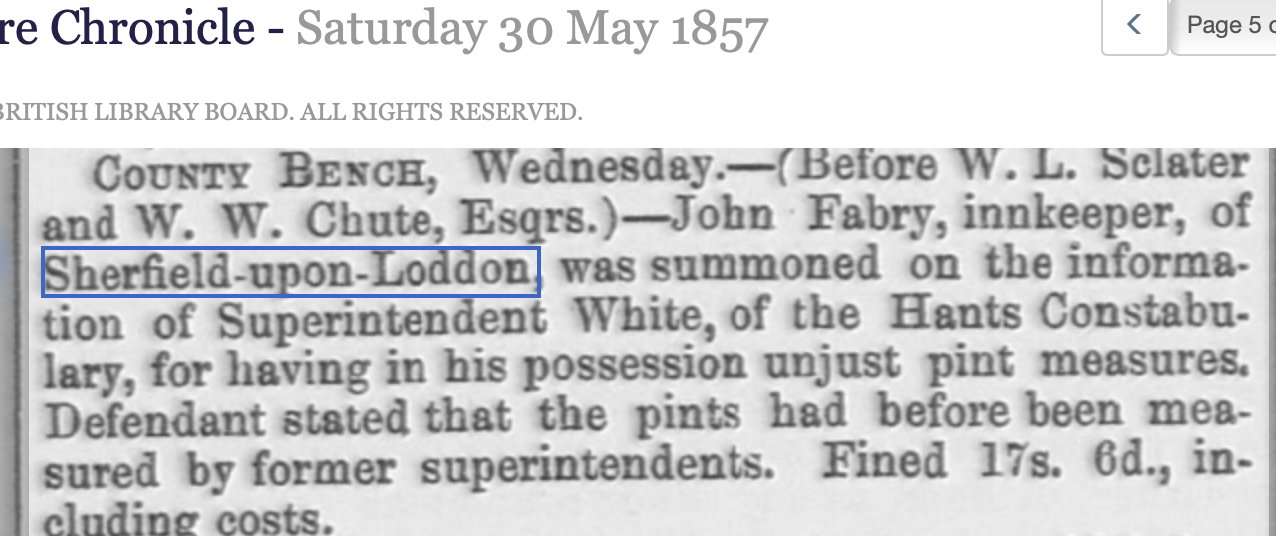 re Chronicle - Saturday 30 May 1857
Page 5
BRITISH LIBRARY BOARD. ALL RIGHTS RESERVED.
COUNTY BENCH, Wednesday.—(Before W. L. Sclater
and W. W. Chute, Esqrs.)—John Fabry, innkeeper, of
Sherfield-upon-Loddon, was summoned on the informa-
tion of Superintendent White, of the Hants Constabu-
lary, for having in his possession unjust pint measures.
Defendant stated that the pints had before been mea-
sured by former superintendents. Fined 17s. 6d., in-
cluding costs.